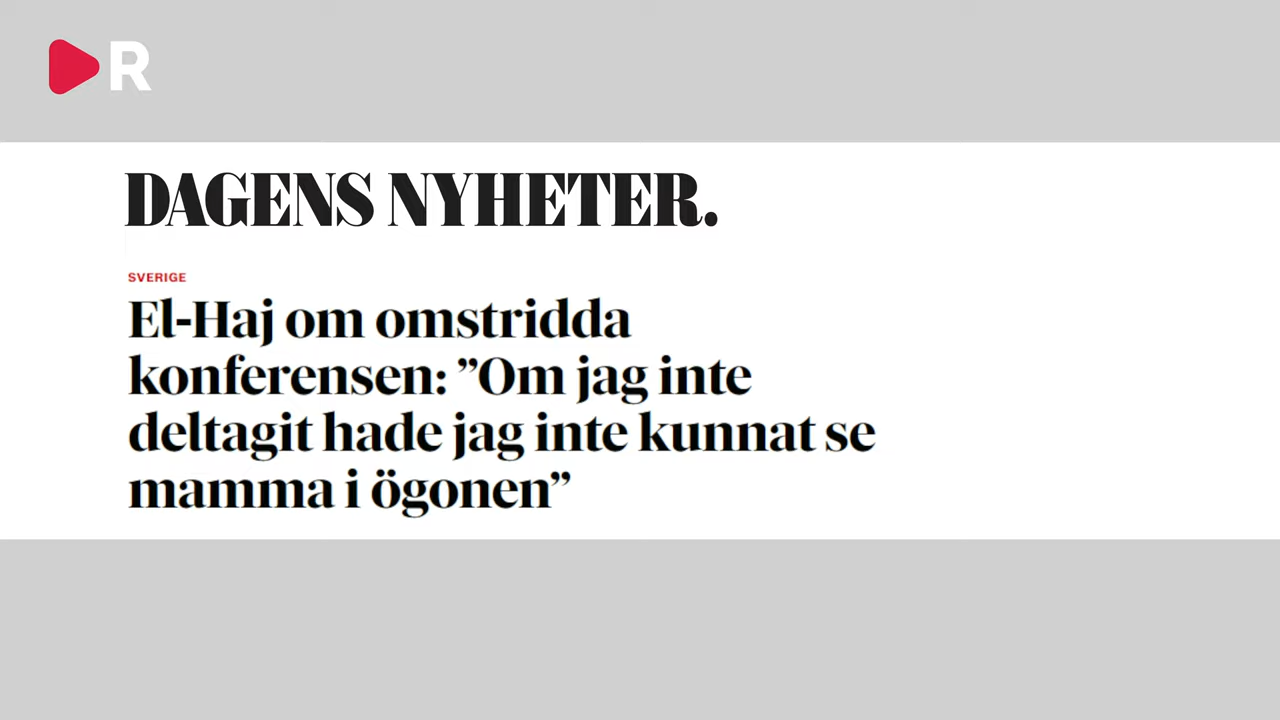 R
DAGENS NYHETER.
SVERIGE
El-Haj om omstridda
konferensen: ”Om jag inte
deltagit hade jag inte kunnat se
mamma i ögonen”